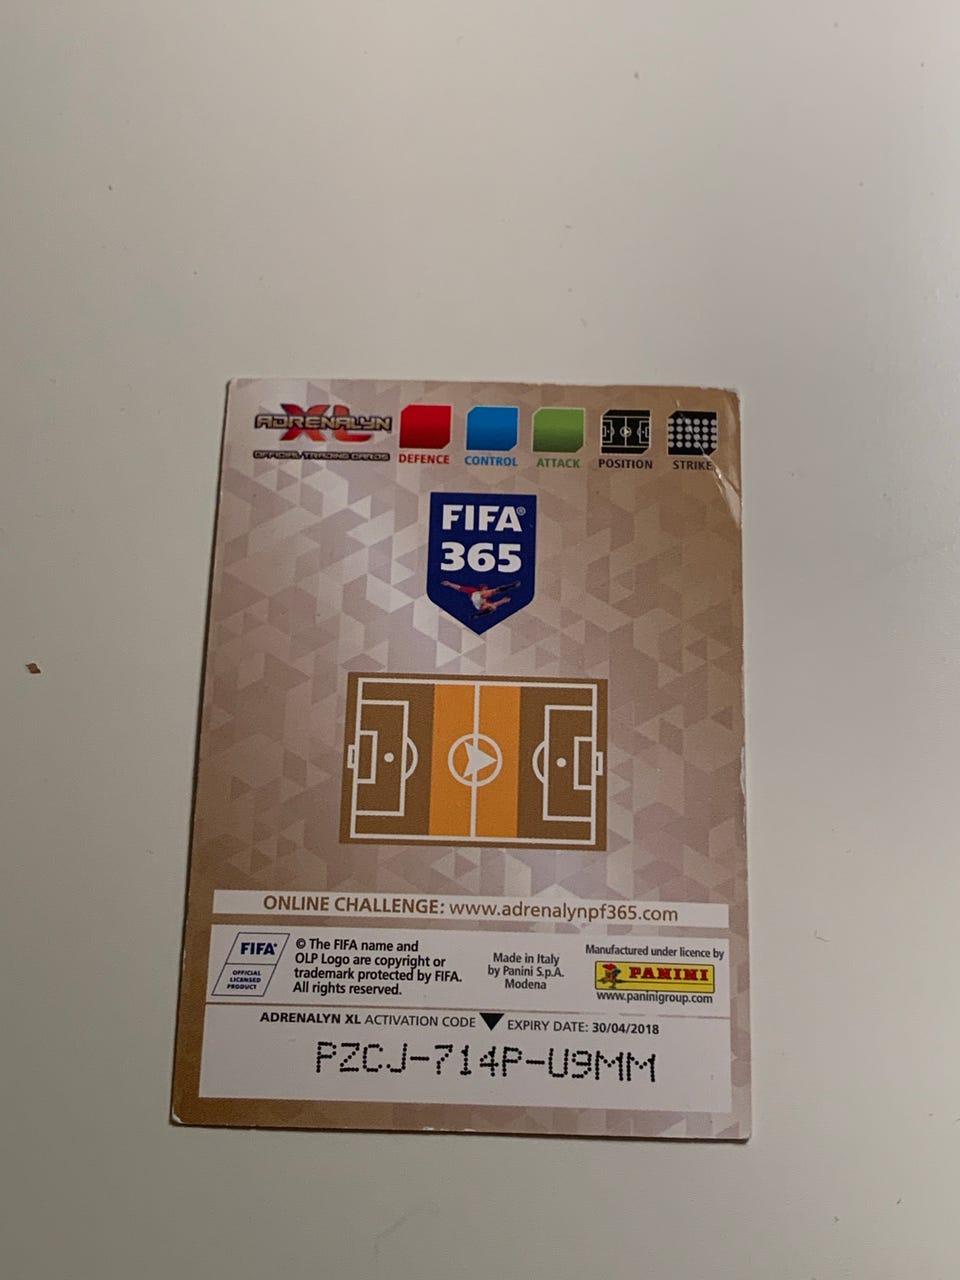 ADRENALYN XL
OFFICIAL TRADING CARDS
DEFENCE CONTROL ATTACK POSITION STRIKE
FIFA®
365
ONLINE CHALLENGE: www.adrenalynpf365.com
FIFA®
OFFICIAL
LICENSED
PRODUCT
© The FIFA name and
OLP Logo are copyright or
trademark protected by FIFA.
All rights reserved.
Made in Italy
by Panini S.p.A.
Modena
Manufactured under licence by
PANINI
www.paninigroup.com
ADRENALYN XL ACTIVATION CODE EXPIRY DATE: 30/04/2018
PZCJ-714P-U9MM